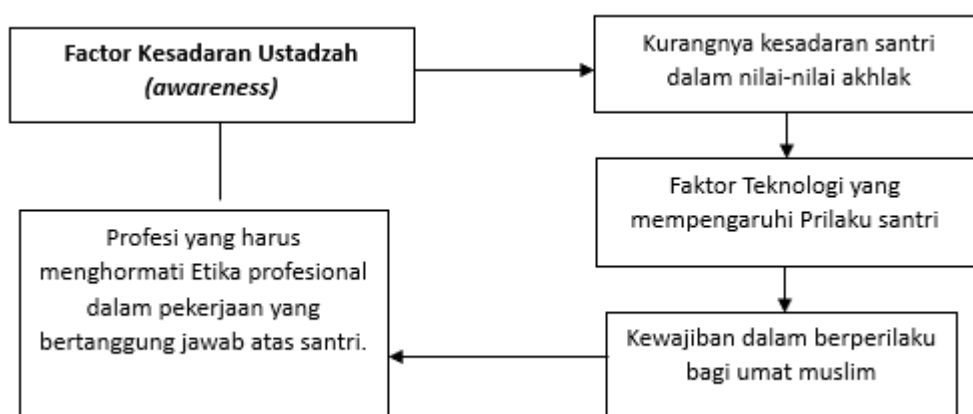 Factor Kesadaran Ustadzah
(awareness)
Kurangnya kesadaran santri
dalam nilai-nilai akhlak
Faktor Teknologi yang
mempengaruhi Prilaku santri
Kewajiban dalam berperilaku
bagi umat muslim
Profesi yang harus
menghormati Etika profesional
dalam pekerjaan yang
bertanggung jawab atas santri.